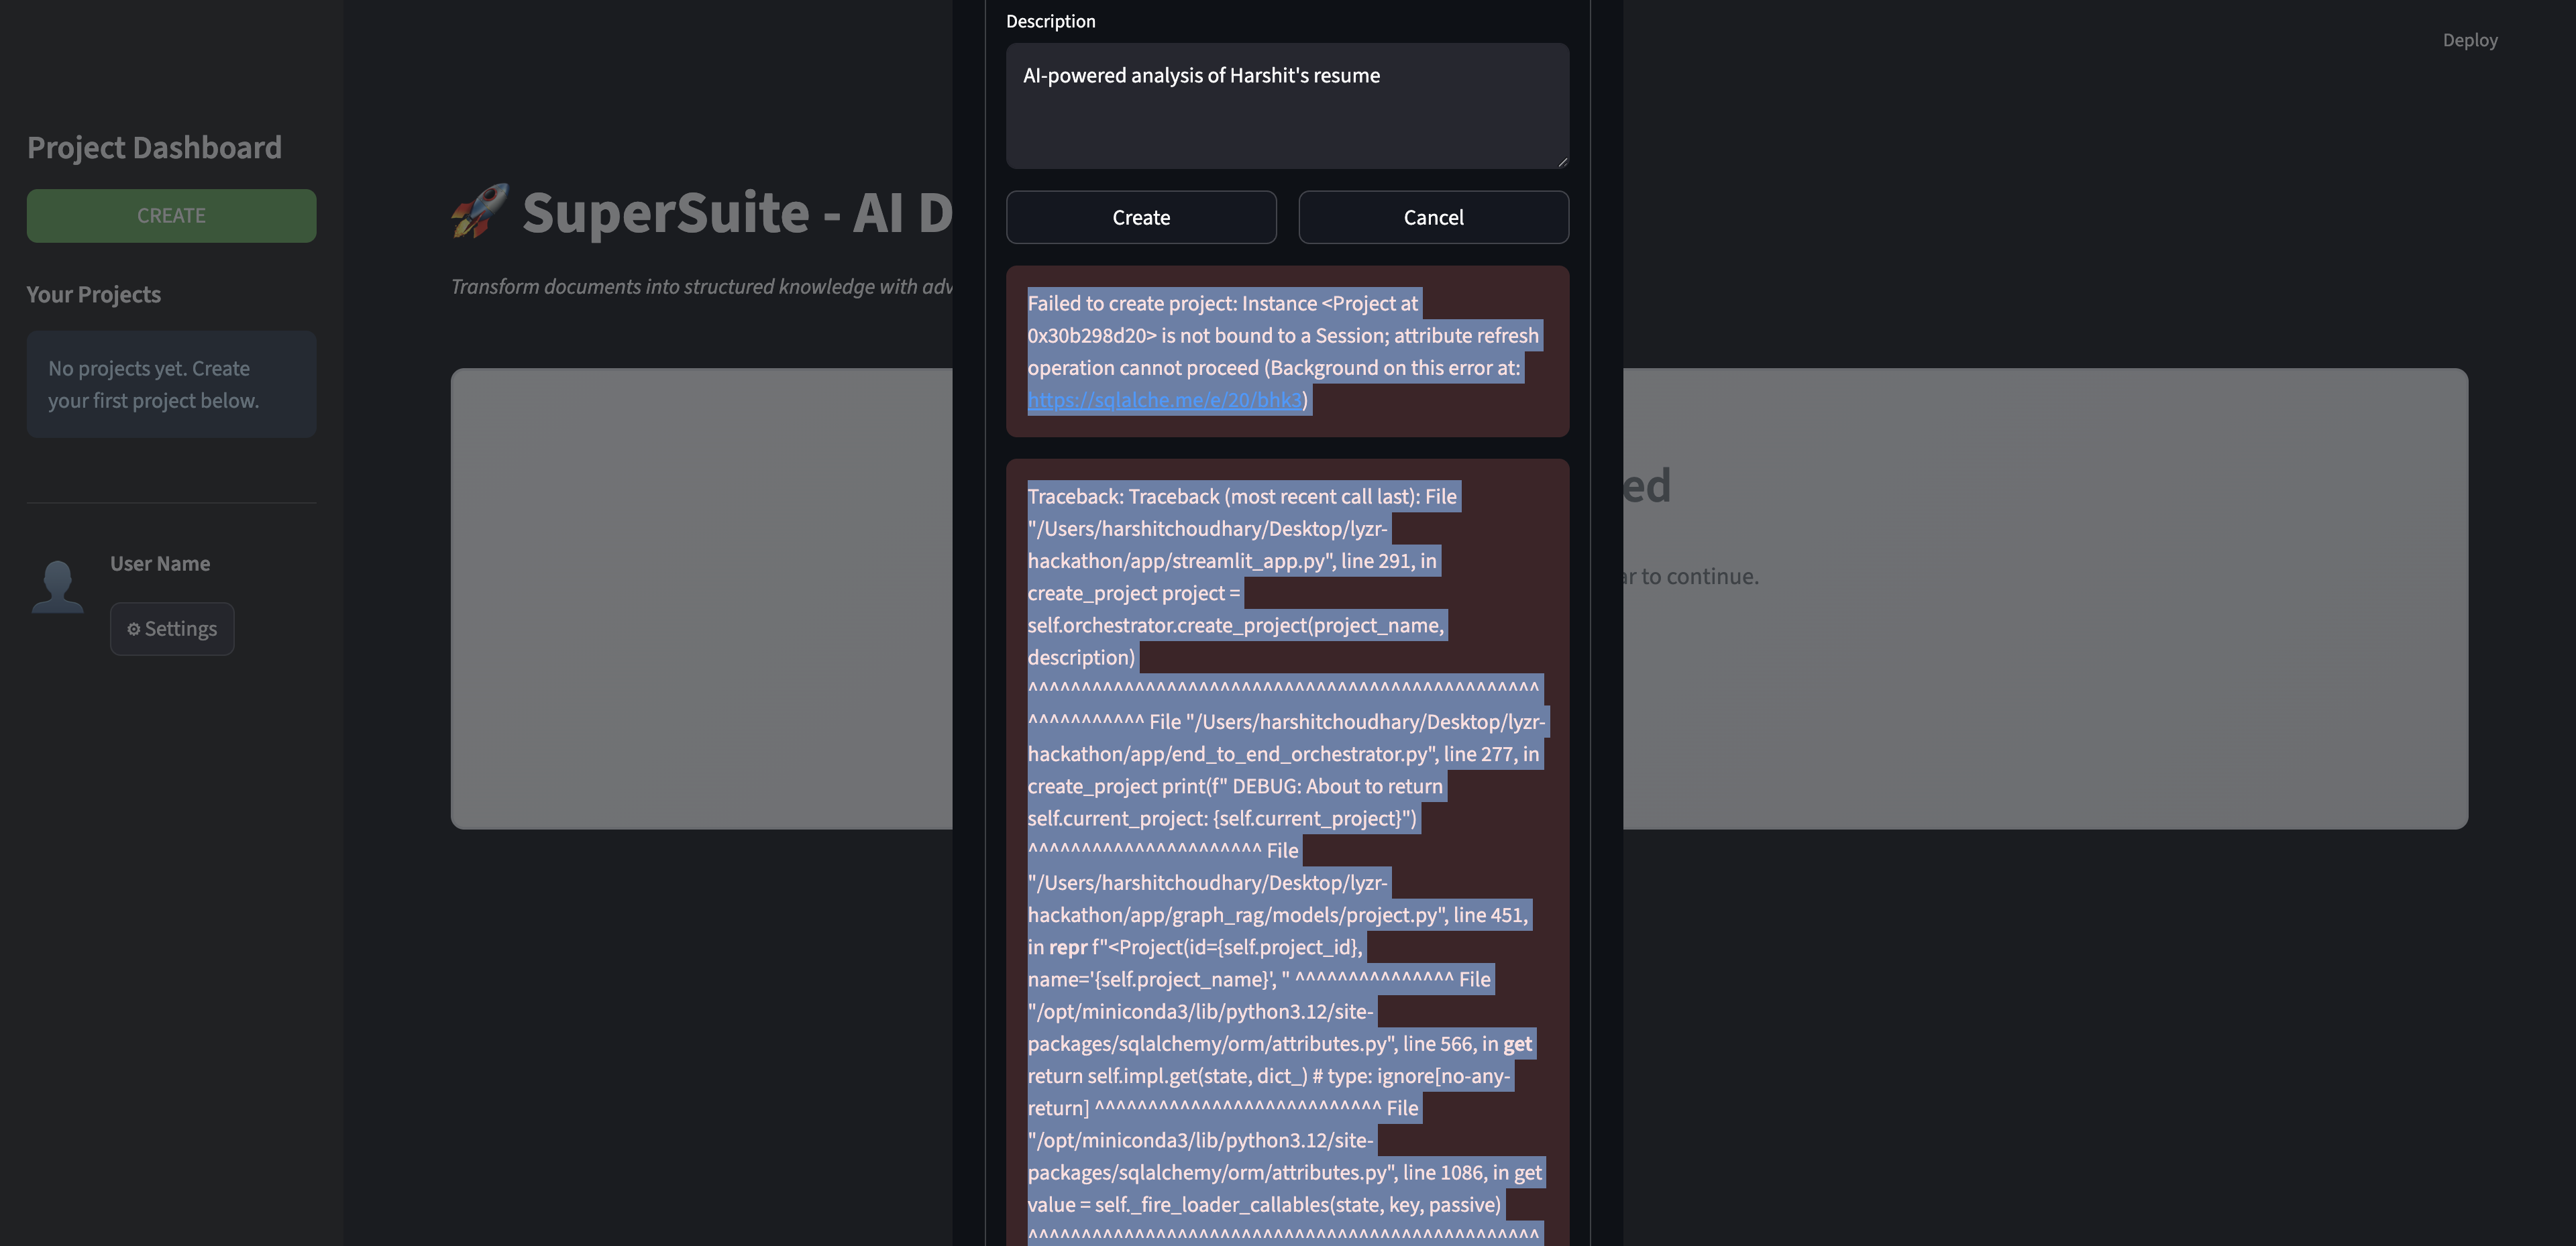 Description
Deploy
AI-powered analysis of Harshit's resume
Project Dashboard
CREATE
Your Projects
No projects yet. Create
your first project below.
User Name
⚙ Settings
🚀 SuperSuite - AI D
Transform documents into structured knowledge with adv
Create
Cancel
Failed to create project: Instance <Project at
0x30b298d20> is not bound to a Session; attribute refresh
operation cannot proceed (Background on this error at:
https://sqlalche.me/e/20/bhk3)
Traceback: Traceback (most recent call last): File
"/Users/harshitchoudhary/Desktop/lyzr-
hackathon/app/streamlit_app.py", line 291, in
create_project project =
self.orchestrator.create_project(project_name,
description)
^^^^^^^^^^^^^^^^^^^^^^^^^^^^^^^^^^^^^^^^^^^^^^^^
^^^^^^^^^^^ File "/Users/harshitchoudhary/Desktop/lyzr-
hackathon/app/end_to_end_orchestrator.py", line 277, in
create_project print(f" DEBUG: About to return
self.current_project: {self.current_project}")
^^^^^^^^^^^^^^^^^^^^^^ File
"/Users/harshitchoudhary/Desktop/lyzr-
hackathon/app/graph_rag/models/project.py", line 451,
in repr f"<Project(id={self.project_id},
name='{self.project_name}', " ^^^^^^^^^^^^^^^ File
"/opt/miniconda3/lib/python3.12/site-
packages/sqlalchemy/orm/attributes.py", line 566, in get
return self.impl.get(state, dict_) # type: ignore[no-any-
return] ^^^^^^^^^^^^^^^^^^^^^^^^^^^ File
"/opt/miniconda3/lib/python3.12/site-
packages/sqlalchemy/orm/attributes.py", line 1086, in get
value = self._fire_loader_callables(state, key, passive)
^^^^^^^^^^^^^^^^^^^^^^^^^^^^^^^^^^^^^^^^^^^^^^^^
ed
ar to continue.